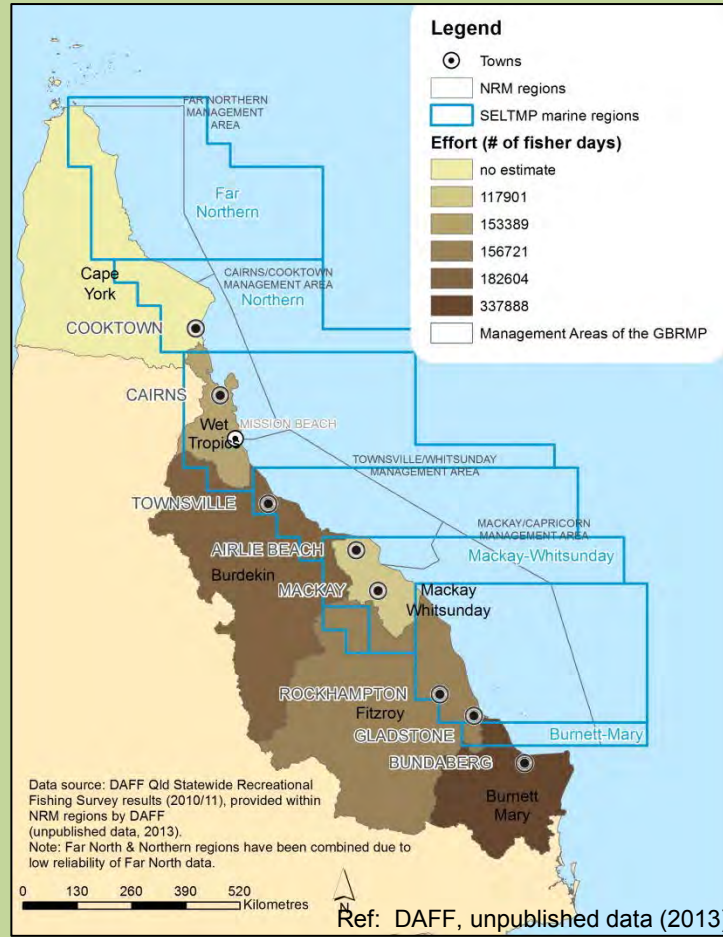 Legend
Towns
NRM regions
SELTMP marine regions
Effort (# of fisher days)
no estimate
117901
153389
156721
182604
337888
Management Areas of the GBRMP
FAR NORTHERN
MANAGEMENT
AREA
Far
Northern
Cape
York
CAIRNS/COOKTOWN
MANAGEMENT AREA
Northern
COOKTOWN
CAIRNS
Wet
Tropics
MISSION BEACH
TOWNSVILLE/WHITSUNDAY
MANAGEMENT AREA
TOWNSVILLE
MACKAY/CAPRICORN
MANAGEMENT AREA
AIRLIE BEACH
Mackay-Whitsunday
Burdekin
MACKAY
Mackay
Whitsunday
ROCKHAMPTON
Fitzroy
GLADSTONE
Burnett-Mary
BUNDABERG
Burnett
Mary
Data source: DAFF Qld Statewide Recreational
Fishing Survey results (2010/11), provided within
NRM regions by DAFF
(unpublished data, 2013).
Note: Far North & Northern regions have been combined due to
low reliability of Far North data.
0 130 260 390 520
Kilometres
N
Ref: DAFF, unpublished data (2013)